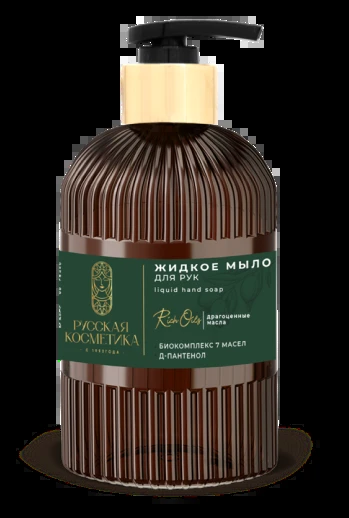 РУССКАЯ
КОСМЕТИКА
ЖИДКОЕ МЫЛО
ДЛЯ РУК
liquid hand soap
Rich Oils
драгоценные
масла
БИОКОМПЛЕКС 7 МАСЕЛ
Д-ПАНТЕНОЛ